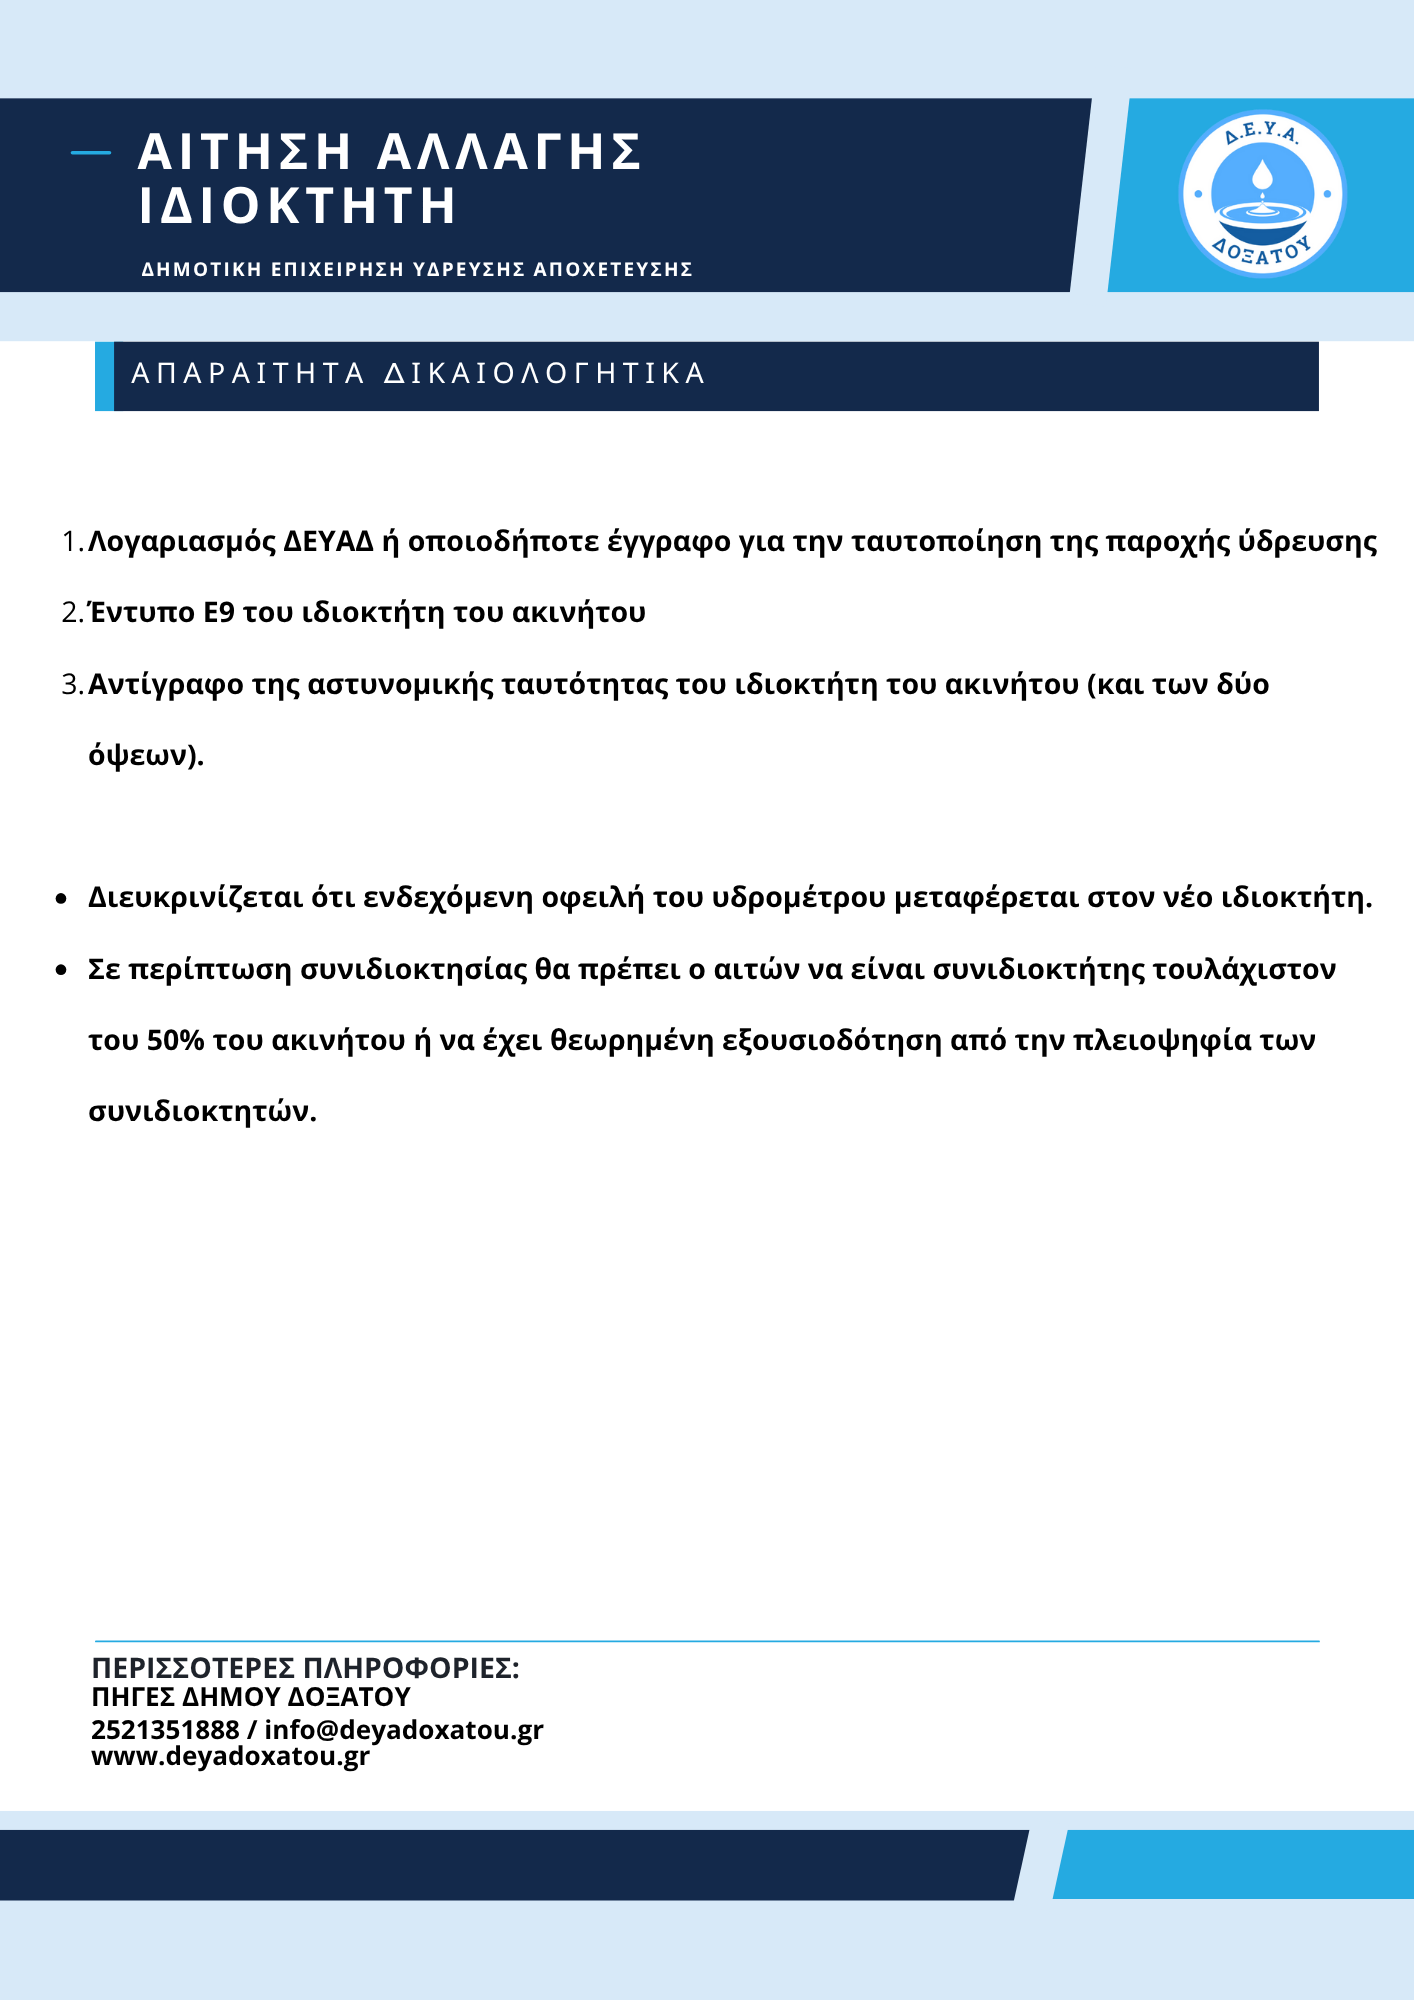 ΑΙΤΗΣΗ ΑΛΛΑΓΗΣ
ΙΔΙΟΚΤΗΤΗ
ΔΗΜΟΤΙΚΗ ΕΠΙΧΕΙΡΗΣΗ ΥΔΡΕΥΣΗΣ ΑΠΟΧΕΤΕΥΣΗΣ
Δ.Ε.Υ.Α.
ΔΟΞΑΤΟΥ
ΑΠΑΡΑΙΤΗΤΑ ΔΙΚΑΙΟΛΟΓΗΤΙΚΑ
1. Λογαριασμός ΔΕΥΑΔ ή οποιοδήποτε έγγραφο για την ταυτοποίηση της παροχής ύδρευσης
2. Έντυπο Ε9 του ιδιοκτήτη του ακινήτου
3. Αντίγραφο της αστυνομικής ταυτότητας του ιδιοκτήτη του ακινήτου (και των δύο
όψεων).
• Διευκρινίζεται ότι ενδεχόμενη οφειλή του υδρομέτρου μεταφέρεται στον νέο ιδιοκτήτη.
• Σε περίπτωση συνιδιοκτησίας θα πρέπει ο αιτών να είναι συνιδιοκτήτης τουλάχιστον
του 50% του ακινήτου ή να έχει θεωρημένη εξουσιοδότηση από την πλειοψηφία των
συνιδιοκτητών.
ΠΕΡΙΣΣΟΤΕΡΕΣ ΠΛΗΡΟΦΟΡΙΕΣ:
ΠΗΓΕΣ ΔΗΜΟΥ ΔΟΞΑΤΟΥ
2521351888 / info@deyadoxatou.gr
www.deyadoxatou.gr